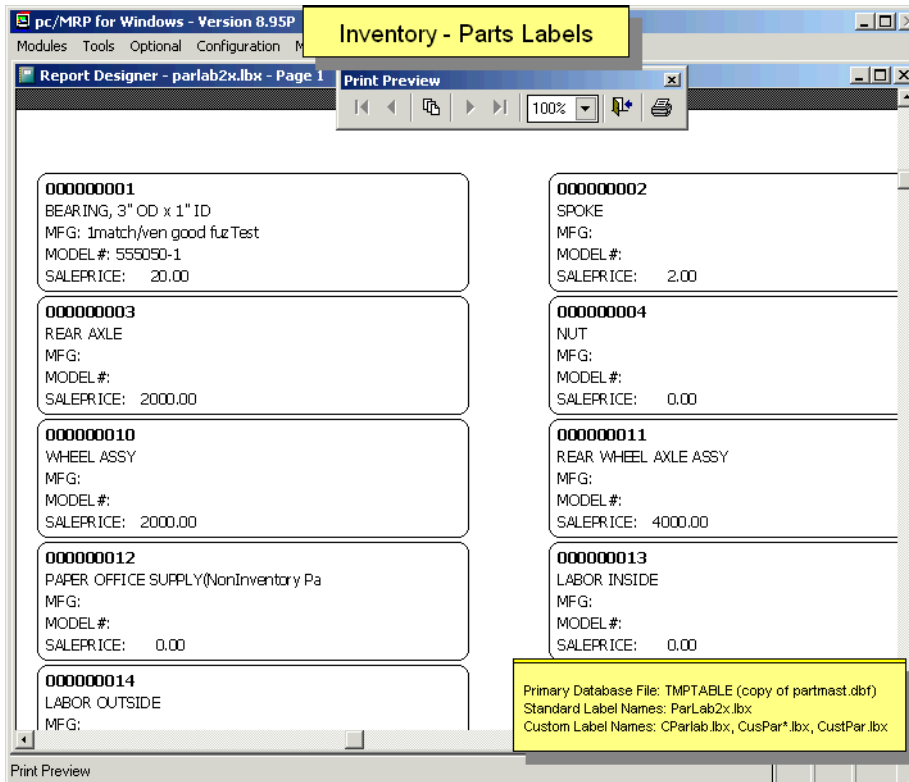 pc/MRP for Windows - Version 8.95P
Inventory - Parts Labels
Modules Tools Optional Configuration M
Report Designer - parlab2x.lbx - Page 1
Print Preview
100%
000000001
BEARING, 3" OD x 1" ID
MFG: 1match/ven good fuzTest
MODEL#: 555050-1
SALEPRICE: 20.00
000000002
SPOKE
MFG:
MODEL#:
SALEPRICE: 2.00
000000003
REAR AXLE
MFG:
MODEL#:
SALEPRICE: 2000.00
000000004
NUT
MFG:
MODEL#:
SALEPRICE: 0.00
000000010
WHEEL ASSY
MFG:
MODEL#:
SALEPRICE: 2000.00
000000011
REAR WHEEL AXLE ASSY
MFG:
MODEL#:
SALEPRICE: 4000.00
000000012
PAPER OFFICE SUPPLY(NonInventory Pa
MFG:
MODEL#:
SALEPRICE: 0.00
000000013
LABOR INSIDE
MFG:
MODEL#:
SALEPRICE: 0.00
000000014
LABOR OUTSIDE
MFG:
Primary Database File: TMPTABLE (copy of partmast.dbf)
Standard Label Names: ParLab2x.lbx
Custom Label Names: CParlab.lbx, CusPar*.lbx, CustPar.lbx
Print Preview